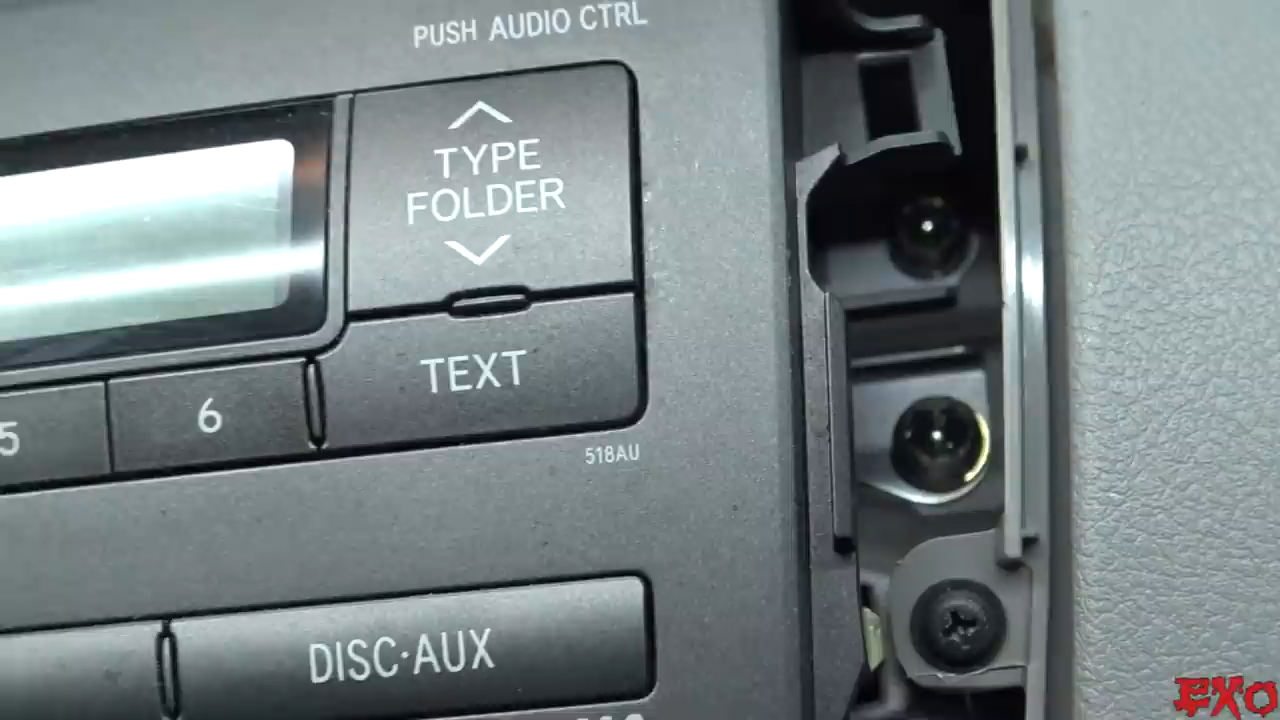 PUSH AUDIO CTRL
TYPE
FOLDER
TEXT
5
6
518AU
DISC·AUX
EXO